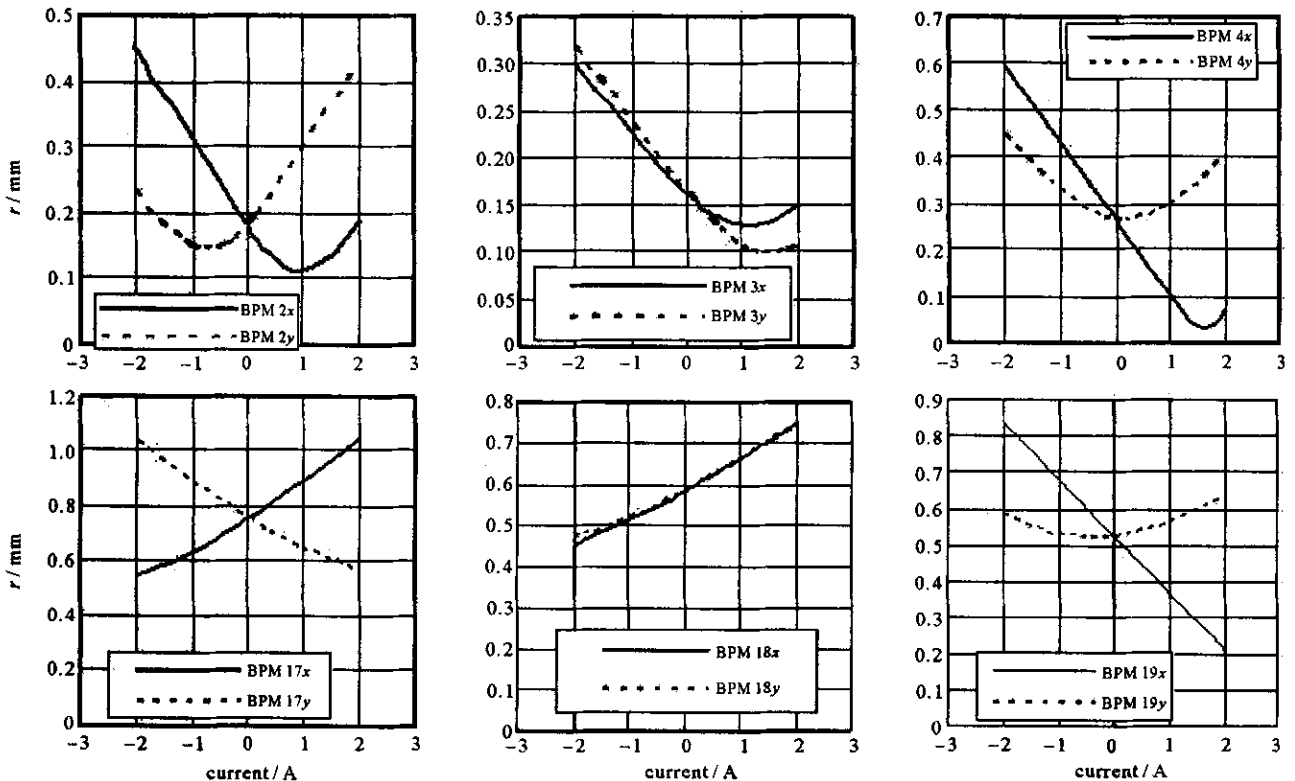 0.5
0.4
0.3
0.2
0.1
0
r / mm
BPM 2x
BPM 2y
−3 −2 −1 0 1 2 3
0.35
0.30
0.25
0.20
0.15
0.10
0.05
0
BPM 3x
BPM 3y
−3 −2 −1 0 1 2 3
0.7
0.6
0.5
0.4
0.3
0.2
0.1
0
BPM 4x
BPM 4y
−3 −2 −1 0 1 2 3
1.2
1.0
0.8
0.6
0.4
0.2
0
r / mm
BPM 17x
BPM 17y
−3 −2 −1 0 1 2 3
current / A
0.8
0.7
0.6
0.5
0.4
0.3
0.2
0.1
0
BPM 18x
BPM 18y
−3 −2 −1 0 1 2 3
current / A
0.9
0.8
0.7
0.6
0.5
0.4
0.3
0.2
0.1
0
BPM 19x
BPM 19y
−3 −2 −1 0 1 2 3
current / A